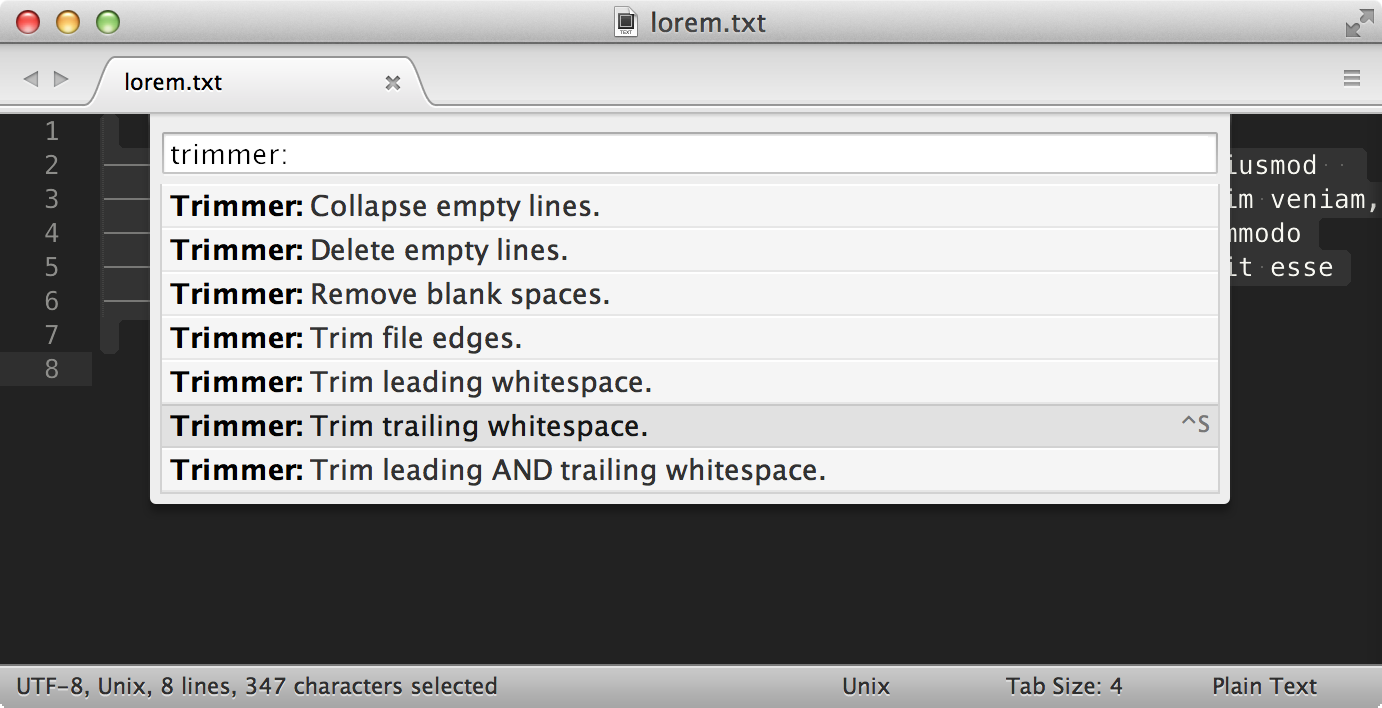 lorem.txt
lorem.txt
trimmer:
Trimmer: Collapse empty lines.
Trimmer: Delete empty lines.
Trimmer: Remove blank spaces.
Trimmer: Trim file edges.
Trimmer: Trim leading whitespace.
Trimmer: Trim trailing whitespace. ^S
Trimmer: Trim leading AND trailing whitespace.
1
2 iusmod
3 im veniam,
4 mmodo
5 it esse
6
7
8
UTF-8, Unix, 8 lines, 347 characters selected Unix Tab Size: 4 Plain Text